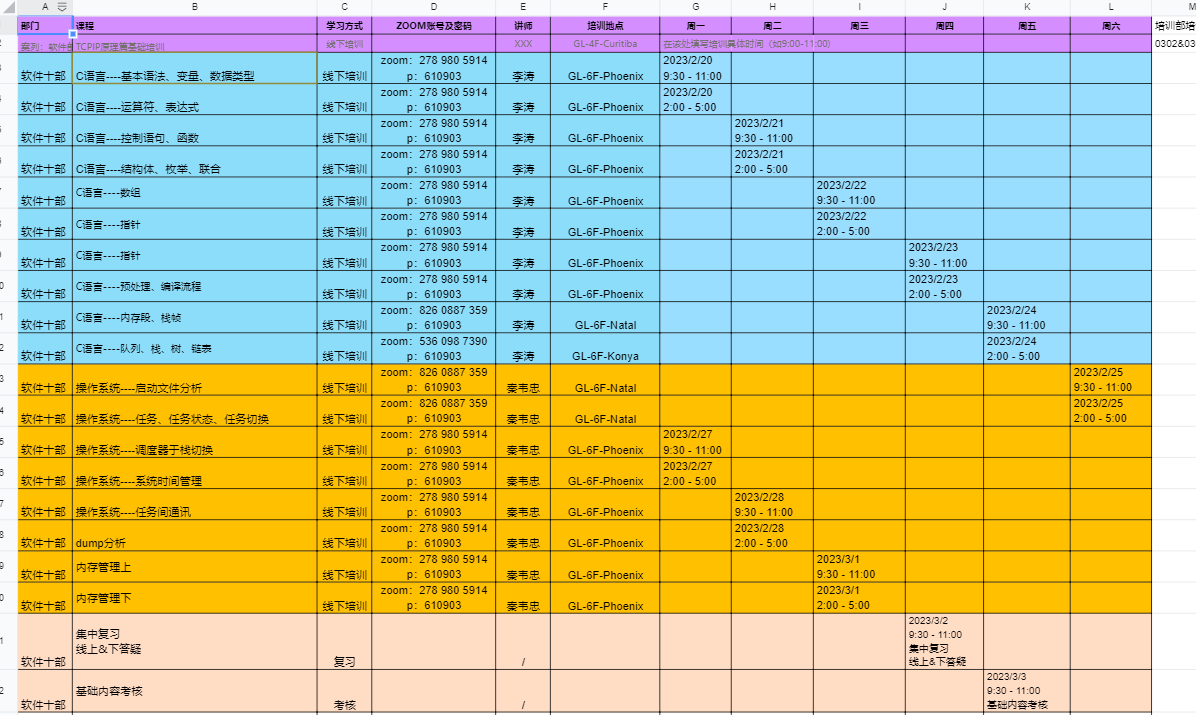 A B C D E F G H I J K L M
部门 课程 学习方式 ZOOM账号及密码 讲师 培训地点 周一 周二 周三 周四 周五 周六 培训部培
案列：软件部 TCPIP原理篇基础培训 线下培训 XXX GL-4F-Curitiba 在该处填写培训具体时间（如9:00-11:00） 0302&03
软件十部 C语言----基本语法、变量、数据类型 线下培训 zoom：278 980 5914 p：610903 李涛 GL-6F-Phoenix 2023/2/20 9:30 - 11:00
软件十部 C语言----运算符、表达式 线下培训 zoom：278 980 5914 p：610903 李涛 GL-6F-Phoenix 2023/2/20 2:00 - 5:00
软件十部 C语言----控制语句、函数 线下培训 zoom：278 980 5914 p：610903 李涛 GL-6F-Phoenix 2023/2/21 9:30 - 11:00
软件十部 C语言----结构体、枚举、联合 线下培训 zoom：278 980 5914 p：610903 李涛 GL-6F-Phoenix 2023/2/21 2:00 - 5:00
软件十部 C语言----数组 线下培训 zoom：278 980 5914 p：610903 李涛 GL-6F-Phoenix 2023/2/22 9:30 - 11:00
软件十部 C语言----指针 线下培训 zoom：278 980 5914 p：610903 李涛 GL-6F-Phoenix 2023/2/22 2:00 - 5:00
软件十部 C语言----指针 线下培训 zoom：278 980 5914 p：610903 李涛 GL-6F-Phoenix 2023/2/23 9:30 - 11:00
软件十部 C语言----预处理、编译流程 线下培训 zoom：278 980 5914 p：610903 李涛 GL-6F-Phoenix 2023/2/23 2:00 - 5:00
软件十部 C语言----内存段、栈帧 线下培训 zoom：826 0887 359 p：610903 李涛 GL-6F-Natal 2023/2/24 9:30 - 11:00
软件十部 C语言----队列、栈、树、链表 线下培训 zoom：536 098 7390 p：610903 李涛 GL-6F-Konya 2023/2/24 2:00 - 5:00
软件十部 操作系统----启动文件分析 线下培训 zoom：826 0887 359 p：610903 秦韦忠 GL-6F-Natal 2023/2/25 9:30 - 11:00
软件十部 操作系统----任务、任务状态、任务切换 线下培训 zoom：826 0887 359 p：610903 秦韦忠 GL-6F-Natal 2023/2/25 2:00 - 5:00
软件十部 操作系统----调度器于栈切换 线下培训 zoom：278 980 5914 p：610903 秦韦忠 GL-6F-Phoenix 2023/2/27 9:30 - 11:00
软件十部 操作系统----系统时间管理 线下培训 zoom：278 980 5914 p：610903 秦韦忠 GL-6F-Phoenix 2023/2/27 2:00 - 5:00
软件十部 操作系统----任务间通讯 线下培训 zoom：278 980 5914 p：610903 秦韦忠 GL-6F-Phoenix 2023/2/28 9:30 - 11:00
软件十部 dump分析 线下培训 zoom：278 980 5914 p：610903 秦韦忠 GL-6F-Phoenix 2023/2/28 2:00 - 5:00
软件十部 内存管理上 线下培训 zoom：278 980 5914 p：610903 秦韦忠 GL-6F-Phoenix 2023/3/1 9:30 - 11:00
软件十部 内存管理下 线下培训 zoom：278 980 5914 p：610903 秦韦忠 GL-6F-Phoenix 2023/3/1 2:00 - 5:00
软件十部 集中复习 线上&下答疑 复习 / 2023/3/2 9:30 - 11:00 集中复习 线上&下答疑
软件十部 基础内容考核 考核 / 2023/3/3 9:30 - 11:00 基础内容考核